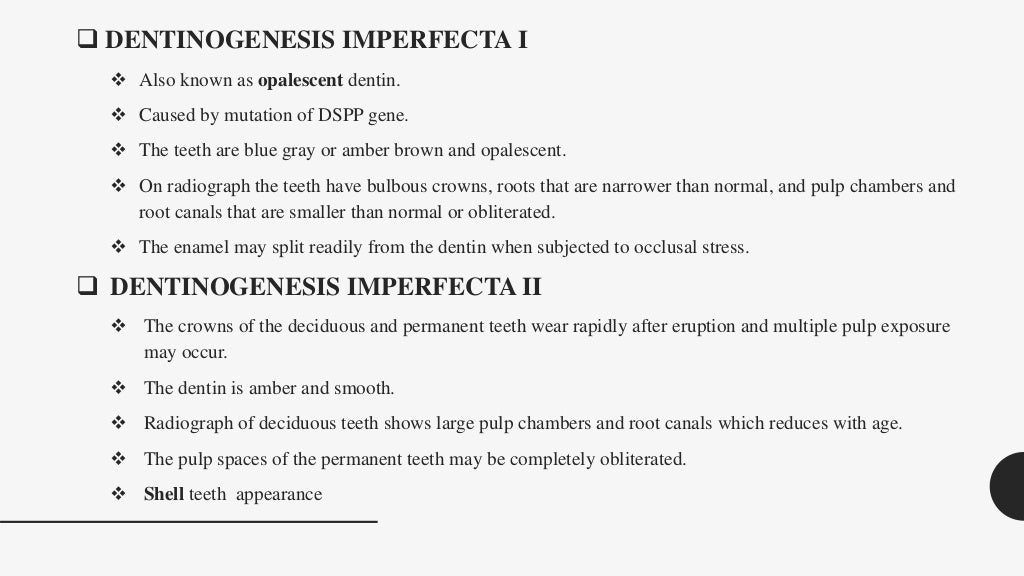 ❑ DENTINOGENESIS IMPERFECTA I
❖ Also known as opalescent dentin.
❖ Caused by mutation of DSPP gene.
❖ The teeth are blue gray or amber brown and opalescent.
❖ On radiograph the teeth have bulbous crowns, roots that are narrower than normal, and pulp chambers and
root canals that are smaller than normal or obliterated.
❖ The enamel may split readily from the dentin when subjected to occlusal stress.
❑ DENTINOGENESIS IMPERFECTA II
❖ The crowns of the deciduous and permanent teeth wear rapidly after eruption and multiple pulp exposure
may occur.
❖ The dentin is amber and smooth.
❖ Radiograph of deciduous teeth shows large pulp chambers and root canals which reduces with age.
❖ The pulp spaces of the permanent teeth may be completely obliterated.
❖ Shell teeth appearance